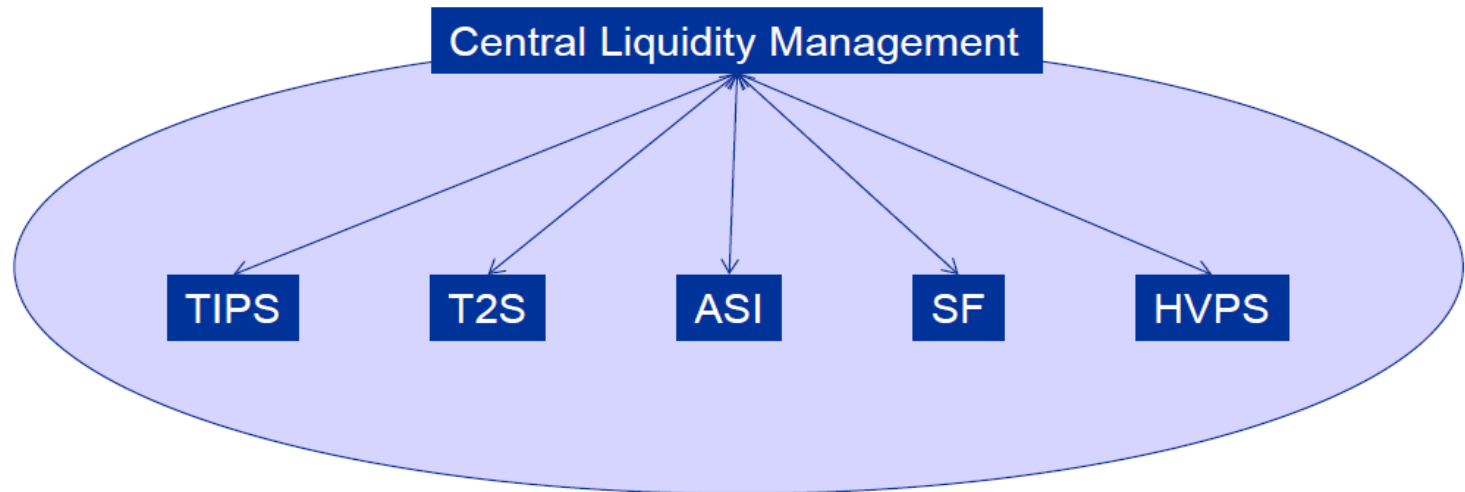 Central Liquidity Management
TIPS
T2S
ASI
SF
HVPS